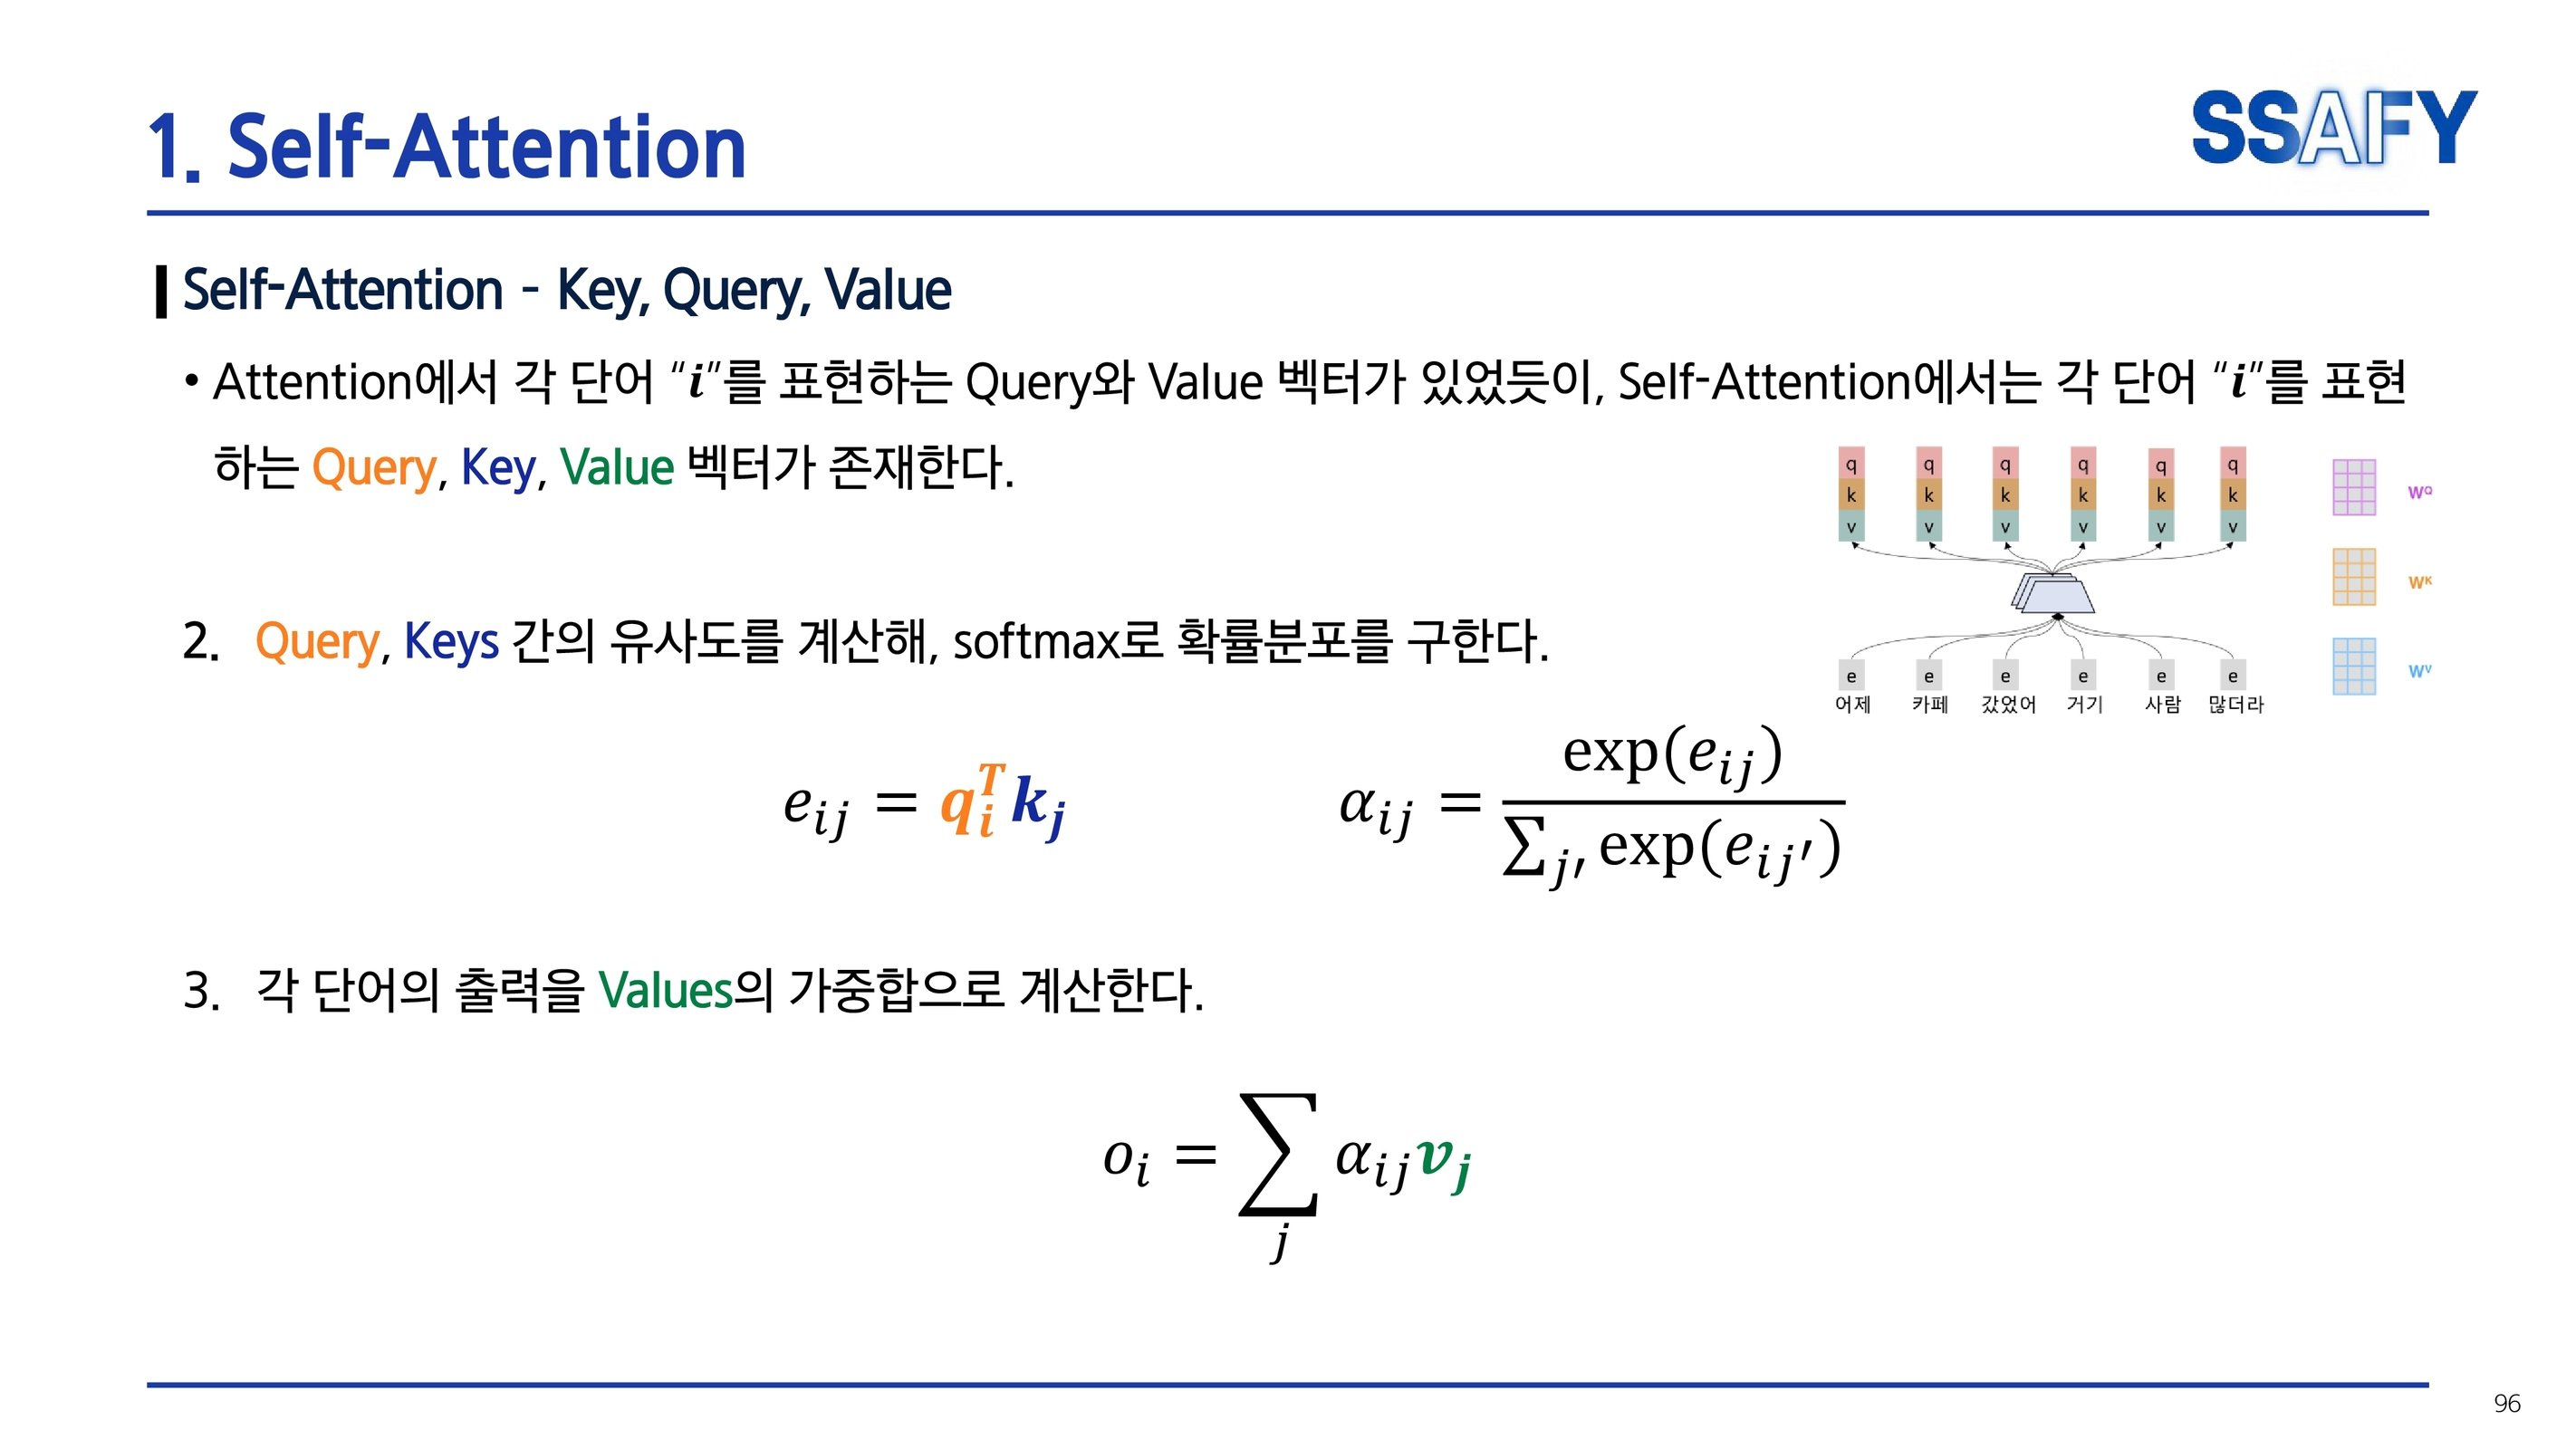 1. Self-Attention
SSAFY
Self-Attention - Key, Query, Value
• Attention에서 각 단어 “i”를 표현하는 Query와 Value 벡터가 있었듯이, Self-Attention에서는 각 단어 “i”를 표현
하는 Query, Key, Value 벡터가 존재한다.
q q q q q q
k k k k k k
v v v v v v
W^Q
W^K
W^V
e e e e e e
어제 카페 갔었어 거기 사람 많더라
2. Query, Keys 간의 유사도를 계산해, softmax로 확률분포를 구한다.
e_{ij} = q_i^T k_j
α_{ij} = exp(e_{ij}) / ∑_{j'} exp(e_{ij'})
3. 각 단어의 출력을 Values의 가중합으로 계산한다.
o_i = ∑_j α_{ij} v_j
96